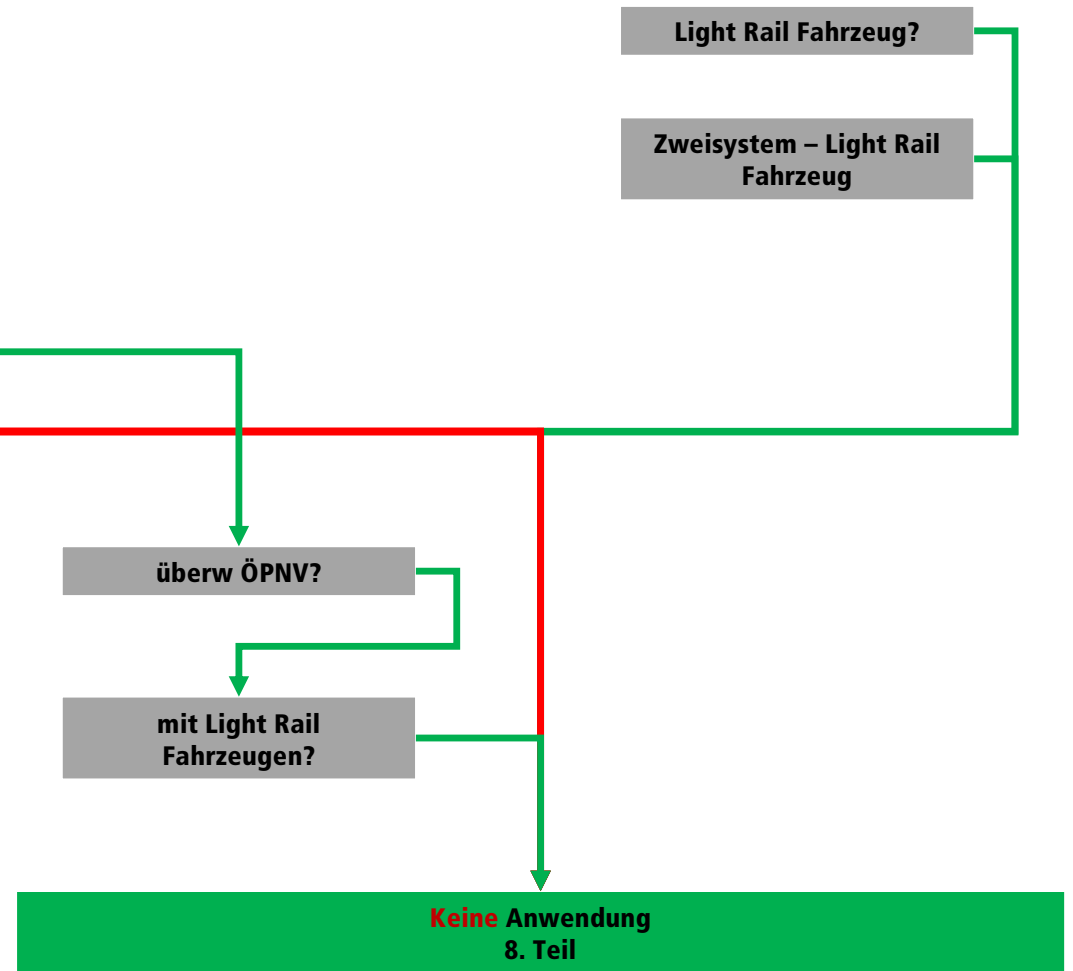 Light Rail Fahrzeug?
Zweisystem – Light Rail
Fahrzeug
überw ÖPNV?
mit Light Rail
Fahrzeugen?
Keine Anwendung
8. Teil